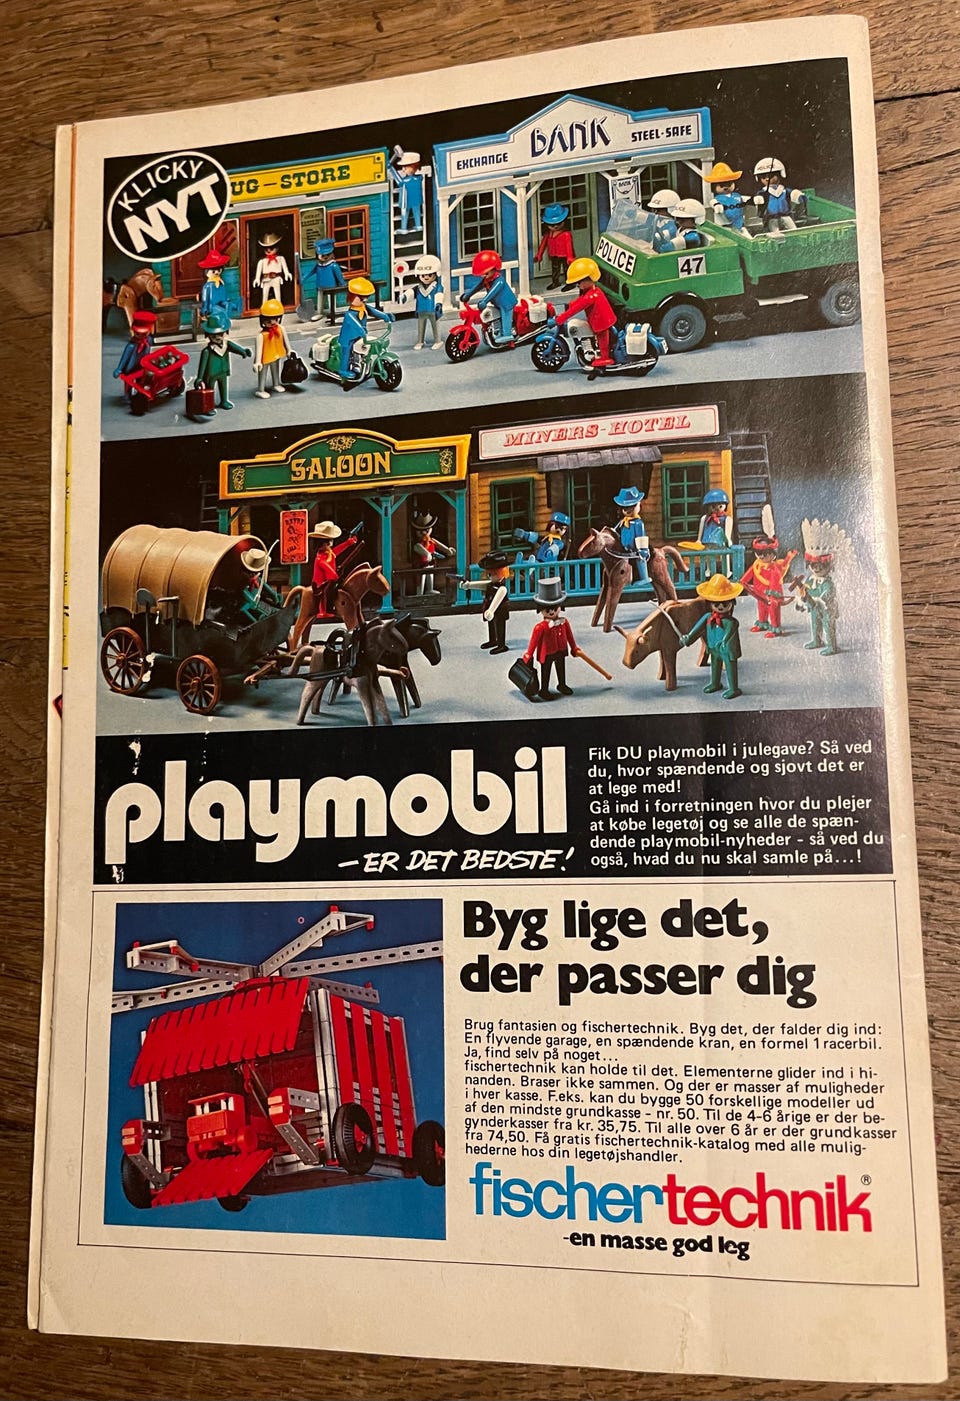 KLICKY
NYT
UG-STORE
EXCHANGE
BANK
STEEL-SAFE
BANK
POLICE
POLICE
47
SALOON
MINERS-HOTEL
playmobil
– ER DET BEDSTE!
Fik DU playmobil i julegave? Så ved
du, hvor spændende og sjovt det er
at lege med!
Gå ind i forretningen hvor du plejer
at købe legetøj og se alle de spæn-
dende playmobil-nyheder - så ved du
også, hvad du nu skal samle på...!
Byg lige det,
der passer dig
Brug fantasien og fischertechnik. Byg det, der falder dig ind:
En flyvende garage, en spændende kran, en formel 1 racerbil.
Ja, find selv på noget...
fischertechnik kan holde til det. Elementerne glider ind i hi-
nanden. Braser ikke sammen. Og der er masser af muligheder
i hver kasse. F.eks. kan du bygge 50 forskellige modeller ud
af den mindste grundkasse - nr. 50. Til de 4-6 årige er der be-
gynderkasser fra kr. 35,75. Til alle over 6 år er der grundkasser
fra 74,50. Få gratis fischertechnik-katalog med alle mulig-
hederne hos din legetøjshandler.
fischertechnik®
-en masse god leg